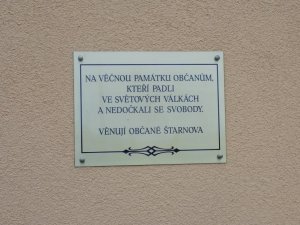 NA VĚČNOU PAMÁTKU OBČANŮM,
KTEŘÍ PADLI
VE SVĚTOVÝCH VÁLKÁCH
A NEDOČKALI SE SVOBODY.
VĚNUJÍ OBČANÉ ŠTARNOVA